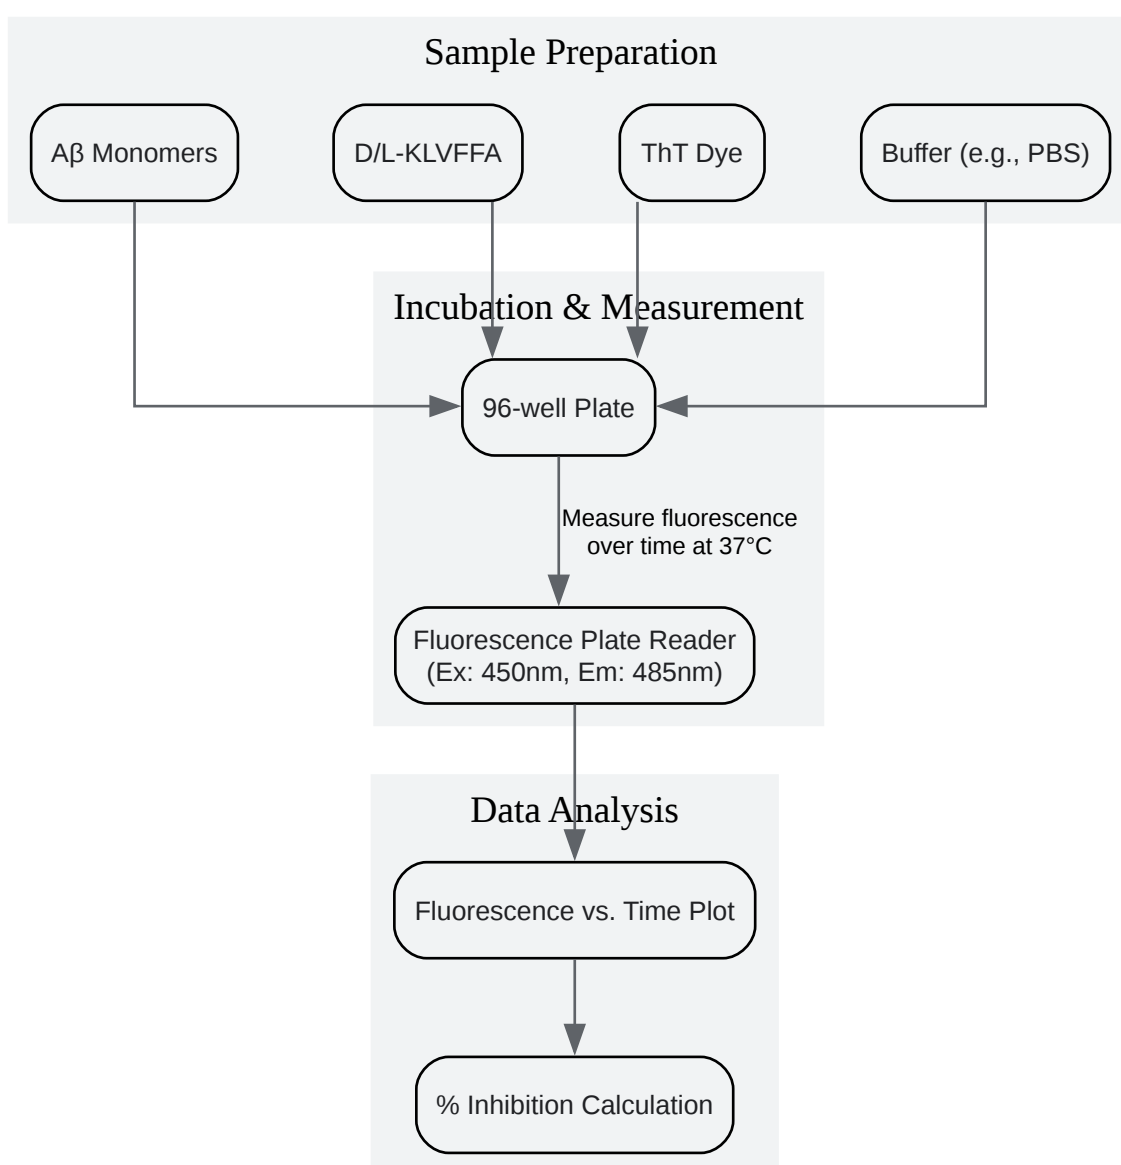 Sample Preparation
Aβ Monomers
D/L-KLVFFA
ThT Dye
Buffer (e.g., PBS)
Incubation & Measurement
96-well Plate
Measure fluorescence
over time at 37°C
Fluorescence Plate Reader
(Ex: 450nm, Em: 485nm)
Data Analysis
Fluorescence vs. Time Plot
% Inhibition Calculation